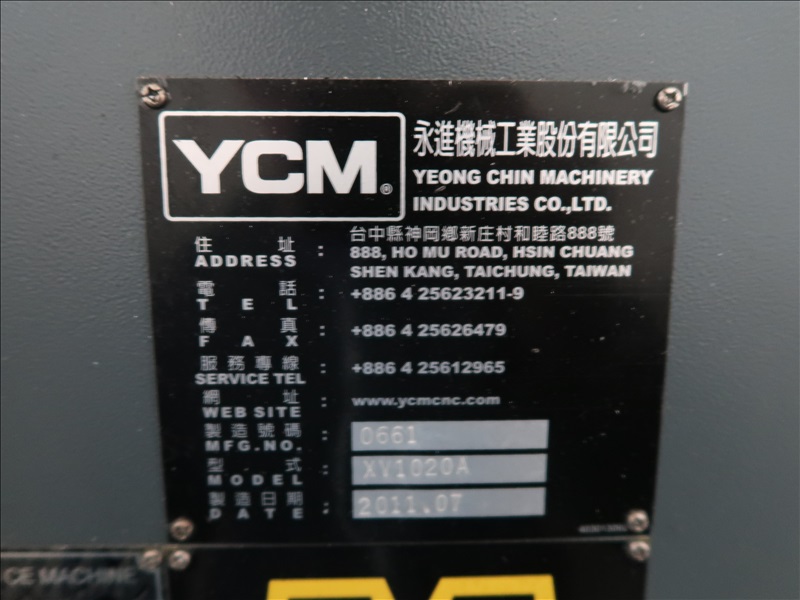 YCM®
永進機械工業股份有限公司
YEONG CHIN MACHINERY
INDUSTRIES CO.,LTD.
住址 : 台中縣神岡鄉新庄村和睦路888號
ADDRESS 888, HO MU ROAD, HSIN CHUANG
SHEN KANG, TAICHUNG, TAIWAN
電話
TEL : +886 4 25623211-9
傳真
FAX : +886 4 25626479
服務專線
SERVICE TEL : +886 4 25612965
網址
WEB SITE : www.ycmcnc.com
製造號碼
MFG.NO. : 0661
型式
MODEL : XV1020A
製造日期
DATE : 2011.07
CE MACHINE